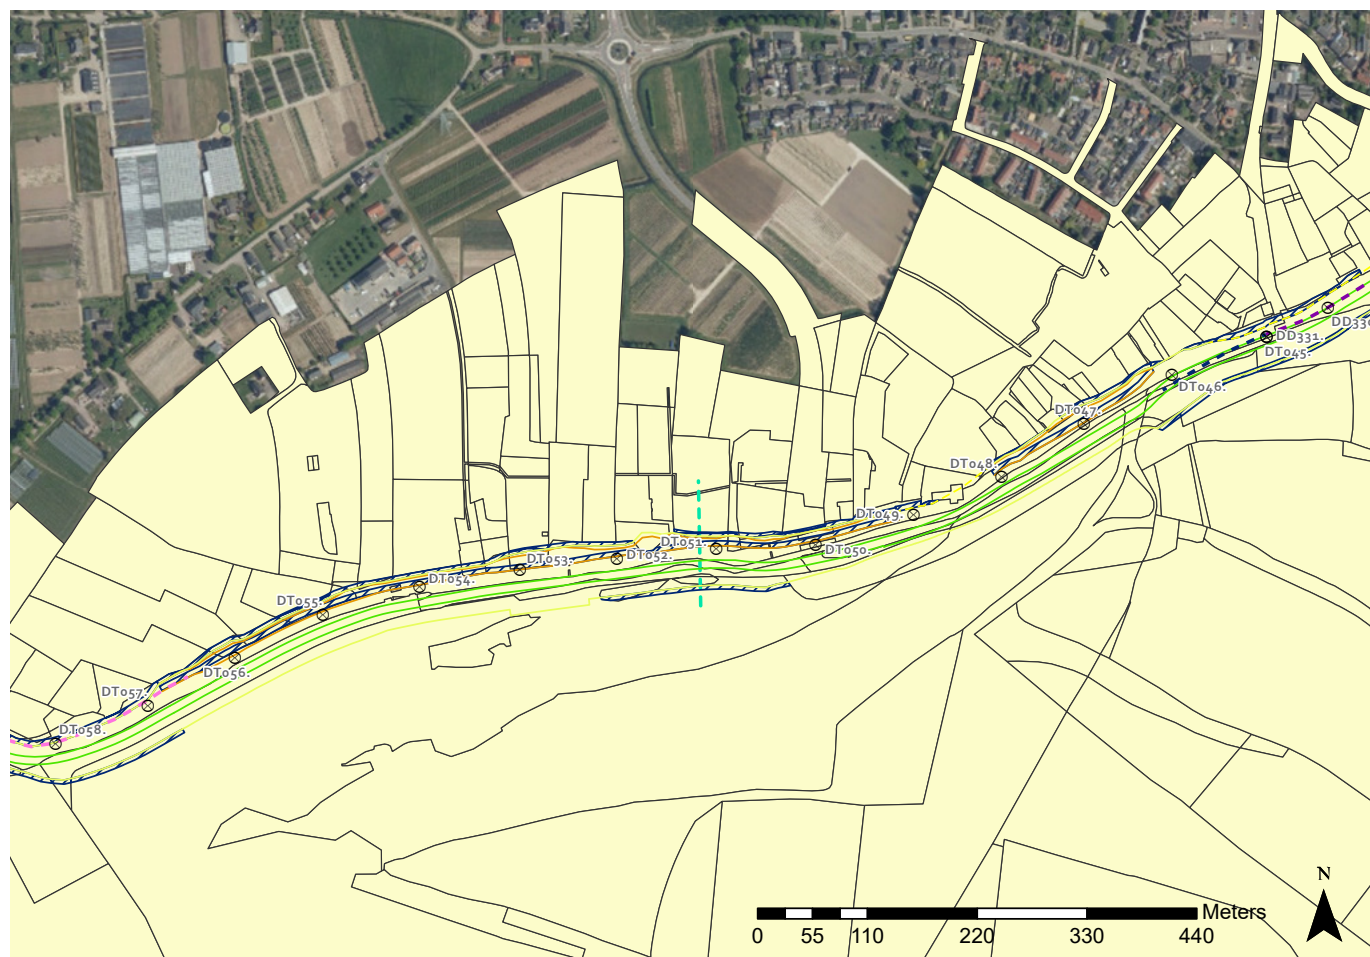 DD330
DD331.
DT045.
DT046.
DT047.
DT048.
DT049.
DT050.
DT051.
DT052.
DT053.
DT054.
DT055.
DT056.
DT057.
DT058.
N
Meters
0 55 110 220 330 440